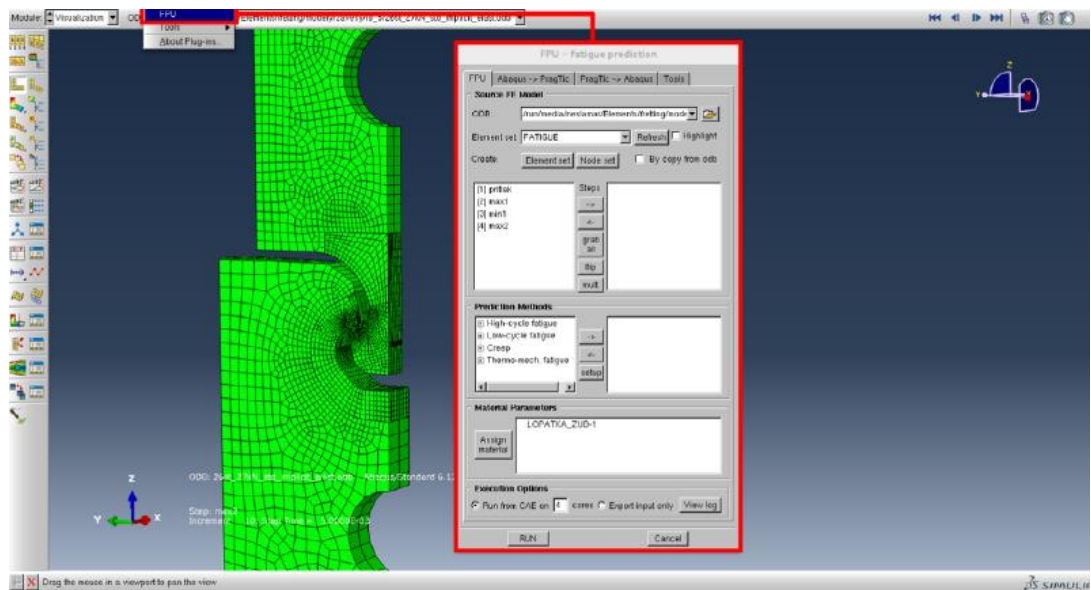 Module: Visualization
FPU
Tools
About Plug-ins...
FPU - fatigue prediction
FPU
Abaqus -> PragTic
PragTic -> Abaqus
Tools
Source FE Model
ODB:
Element set: FATIGUE
Refresh
Highlight
Create:
Element set
Node set
By copy from odb
[1] pritlak
[2] max1
[3] min1
[4] max2
Steps
->
<-
grab all
flip
mult.
Prediction Methods
High-cycle fatigue
Low-cycle fatigue
Creep
Thermo-mech. fatigue
->
<-
setup
Material Parameters
Assign material
LOPATKA_ZUB-1
Execution Options
Run from CAE on 4 cores
Export input only
View log
RUN
Cancel
Z
Y
X
Z
Y
X
Step: max2
Drag the mouse in a viewport to pan the view
SIMULIA